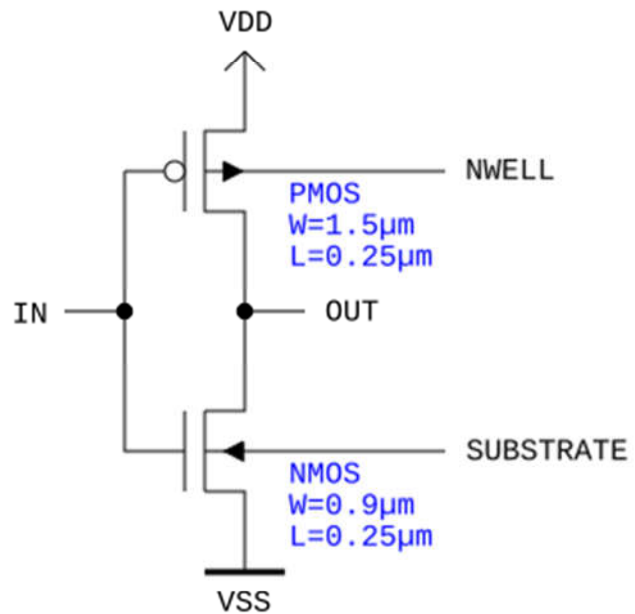 VDD
NWELL
PMOS
W=1.5µm
L=0.25µm
IN
OUT
SUBSTRATE
NMOS
W=0.9µm
L=0.25µm
VSS